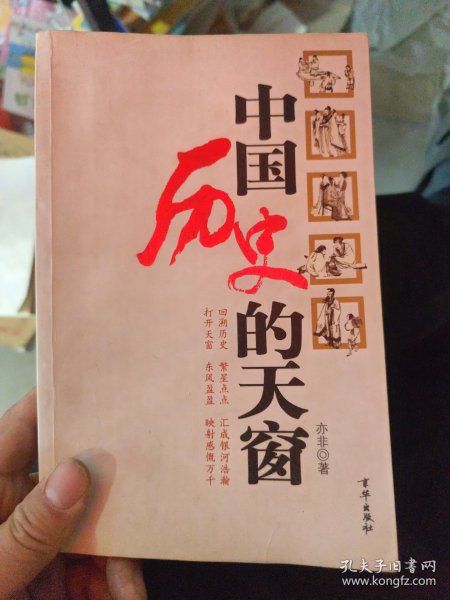 中国历史的天窗
回溯历史 繁星点点 汇成银河浩瀚
打开天窗 东风盈盈 映射感慨万千
亦非◎著
京华出版社
孔夫子旧书网
www.kongfz.com